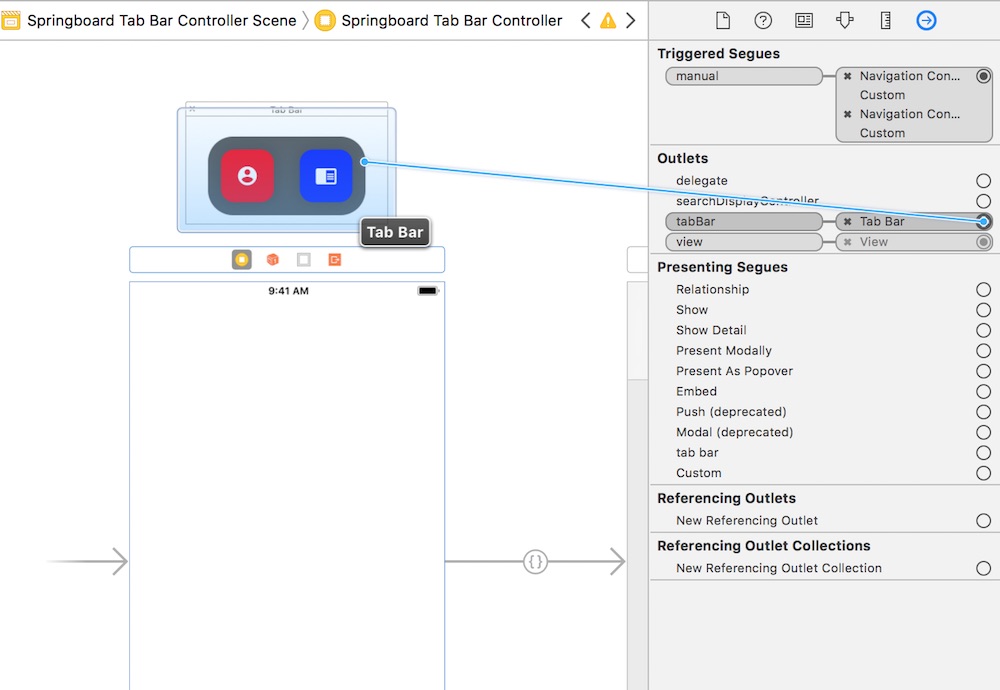 Springboard Tab Bar Controller Scene
Springboard Tab Bar Controller
Tab Bar
Tab Bar
9:41 AM
Triggered Segues
manual
Navigation Con...
Custom
Navigation Con...
Custom
Outlets
delegate
searchDisplayController
tabBar
Tab Bar
view
View
Presenting Segues
Relationship
Show
Show Detail
Present Modally
Present As Popover
Embed
Push (deprecated)
Modal (deprecated)
tab bar
Custom
Referencing Outlets
New Referencing Outlet
Referencing Outlet Collections
New Referencing Outlet Collection